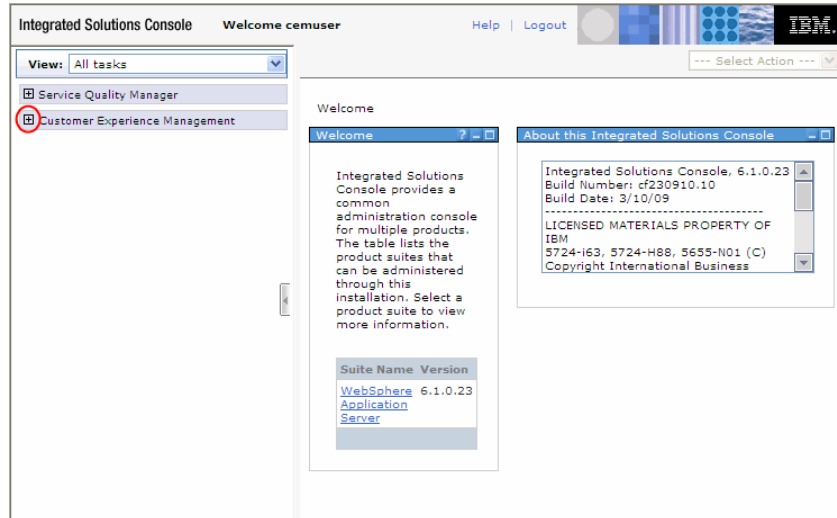 Integrated Solutions Console Welcome cemuser Help | Logout IBM.
View: All tasks
--- Select Action ---
Service Quality Manager
Customer Experience Management
Welcome
Welcome ? 
Integrated Solutions
Console provides a
common
administration console
for multiple products.
The table lists the
product suites that
can be administered
through this
installation. Select a
product suite to view
more information.
Suite Name Version
WebSphere 6.1.0.23
Application
Server
About this Integrated Solutions Console
Integrated Solutions Console, 6.1.0.23
Build Number: cf230910.10
Build Date: 3/10/09
----------------------------------------
LICENSED MATERIALS PROPERTY OF
IBM
5724-i63, 5724-H88, 5655-N01 (C)
Copyright International Business